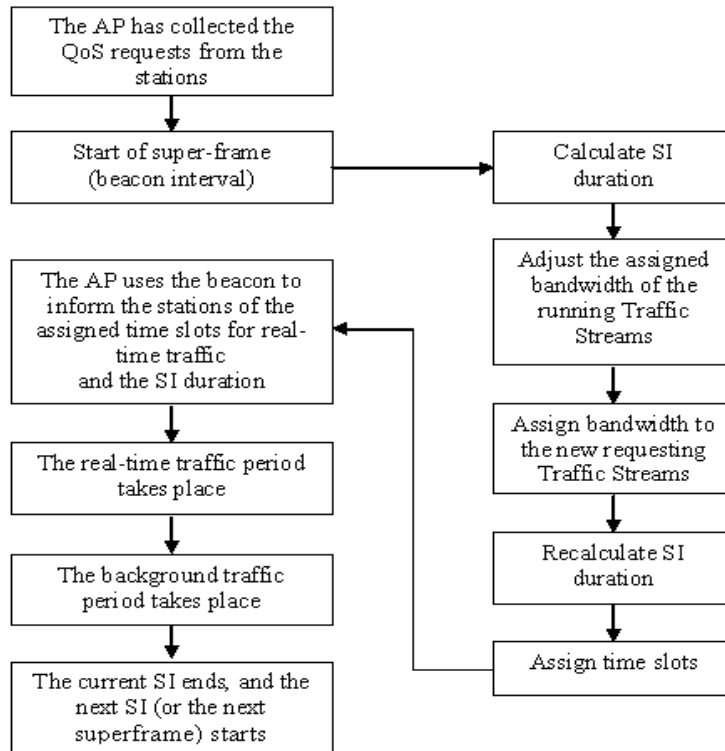 The AP has collected the
QoS requests from the
stations
Start of super-frame
(beacon interval)
Calculate SI
duration
Adjust the assigned
bandwidth of the
running Traffic
Streams
Assign bandwidth to
the new requesting
Traffic Streams
Recalculate SI
duration
Assign time slots
The AP uses the beacon to
inform the stations of the
assigned time slots for real-
time traffic
and the SI duration
The real-time traffic period
takes place
The background traffic
period takes place
The current SI ends, and the
next SI (or the next
superframe) starts